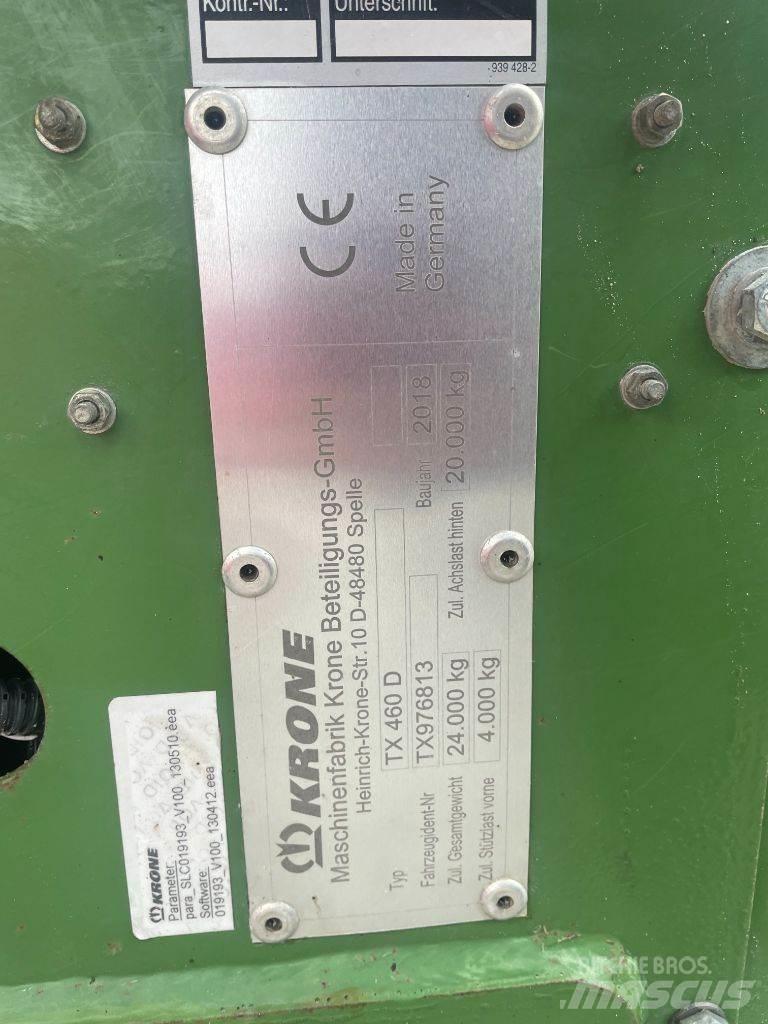 Kontr.-Nr.:
Unterschrift:
939 428-2
CE
Made in
Germany
KRONE
Maschinenfabrik Krone Beteiligungs-GmbH
Heinrich-Krone-Str.10 D-48480 Spelle
Typ TX 460 D
Fahrzeugident-Nr TX976813 Baujahr 2018
Zul. Gesamtgewicht 24.000 kg Zul. Achslast hinten 20.000 kg
Zul. Stützlast vorne 4.000 kg
KRONE
Parameter:
para_SLC019193_V100_130510.eea
Software:
019193_V100_130412.eea
RITCHIE BROS.
MASCUS